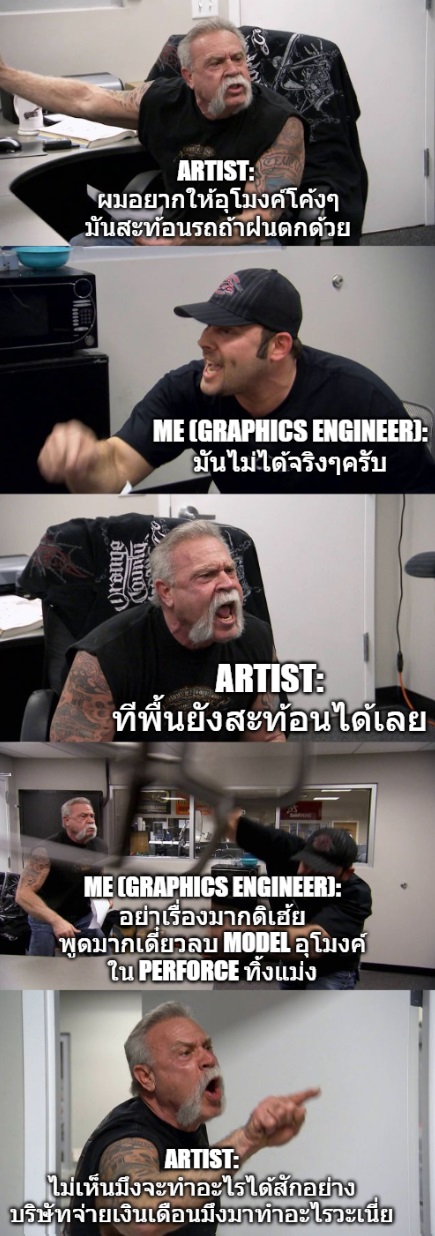 ARTIST:
ผมอยากให้อุโมงค์โค้งๆ
มันสะท้อนรถถ้าฝนตกด้วย
ME (GRAPHICS ENGINEER):
มันไม่ได้จริงๆครับ
Orange
County
ARTIST:
ทีพื้นยังสะท้อนได้เลย
ME (GRAPHICS ENGINEER):
อย่าเรื่องมากดิเฮ้ย
พูดมากเดี๋ยวลบ MODEL อุโมงค์
ใน PERFORCE ทิ้งแม่ง
ARTIST:
ไม่เห็นมึงจะทำอะไรได้สักอย่าง
บริษัทจ่ายเงินเดือนมึงมาทำอะไรวะเนี่ย